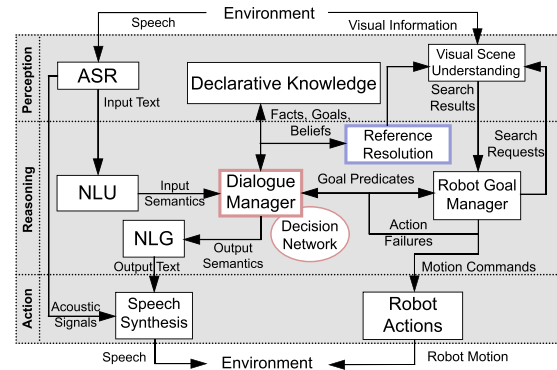 Environment
Speech
Visual Information
Perception
ASR
Visual Scene
Understanding
Declarative Knowledge
Input Text
Search
Results
Facts, Goals,
Beliefs
Reasoning
Reference
Resolution
Search
Requests
NLU
Input
Semantics
Dialogue
Manager
Goal Predicates
Robot Goal
Manager
Decision
Network
NLG
Output
Semantics
Action
Failures
Output Text
Motion Commands
Action
Acoustic
Signals
Speech
Synthesis
Robot
Actions
Speech
Environment
Robot Motion